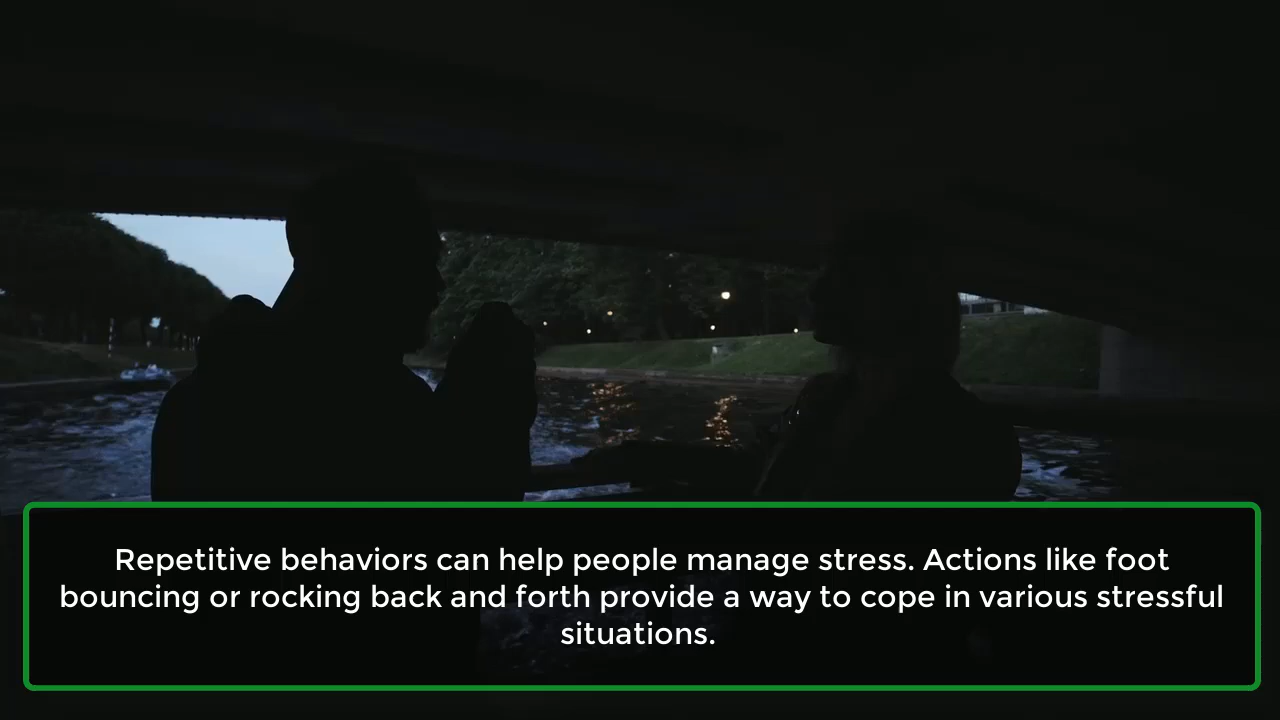 Repetitive behaviors can help people manage stress. Actions like foot
bouncing or rocking back and forth provide a way to cope in various stressful
situations.